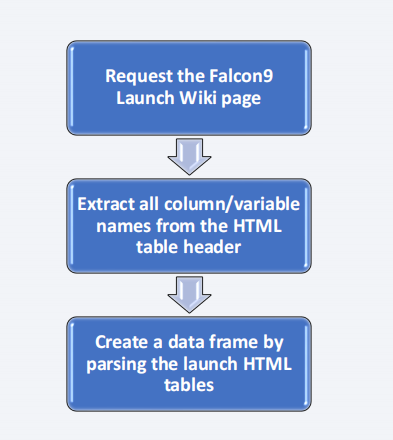 Request the Falcon9
Launch Wiki page
Extract all column/variable
names from the HTML
table header
Create a data frame by
parsing the launch HTML
tables